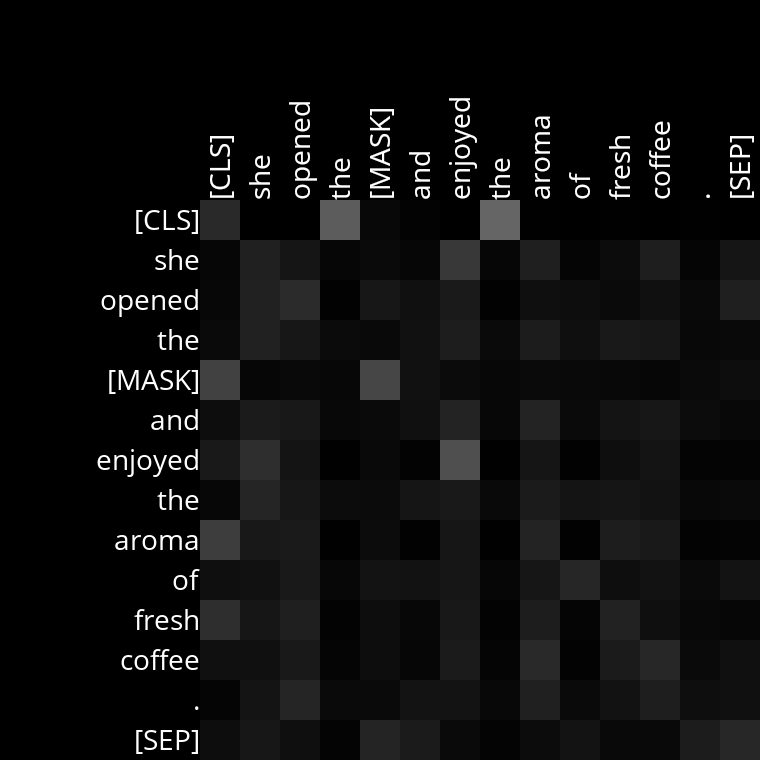 [CLS] she opened the [MASK] and enjoyed the aroma of fresh coffee . [SEP]
[CLS]
she
opened
the
[MASK]
and
enjoyed
the
aroma
of
fresh
coffee
.
[SEP]